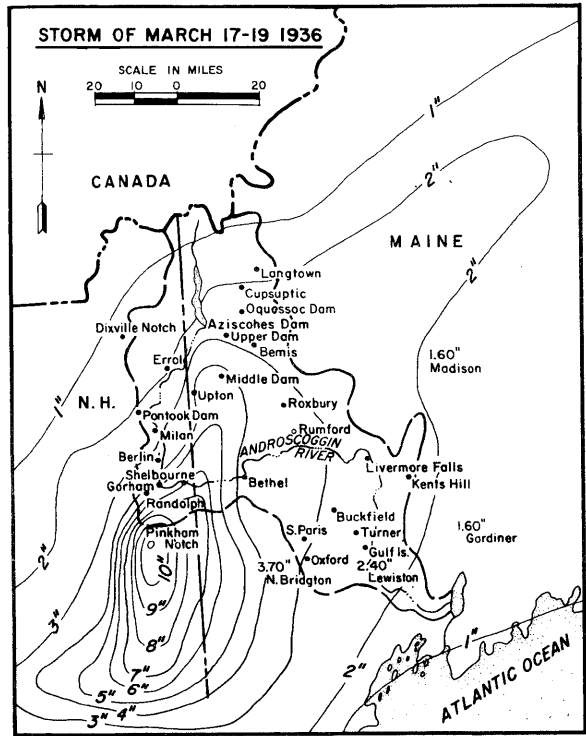 STORM OF MARCH 17-19 1936
SCALE IN MILES
20 10 0 20
N
CANADA
1"
2"
MAINE
2"
Langtown
Cupsuptic
Oquossoc Dam
Aziscohos Dam
Dixville Notch
Upper Dam
Bemis
1.60"
Madison
Errol
Middle Dam
1"
N.H.
Upton
Roxbury
Pontook Dam
Rumford
Milan
ANDROSCOGGIN
RIVER
Berlin
Livermore Falls
Shelbourne
Bethel
Kents Hill
Gorham
Randolph
Buckfield
1.60"
Gardiner
Pinkham
Notch
S. Paris
Turner
Gulf Is.
2"
10"
3.70"
N. Bridgton
Oxford
2.40"
Lewiston
9"
3"
8"
1"
2"
7"
6"
5"
4"
3"
ATLANTIC OCEAN